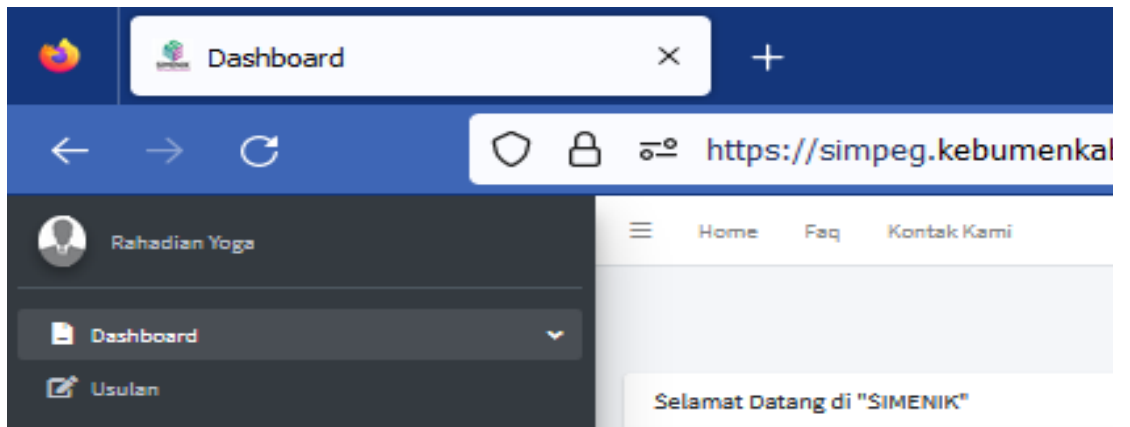 Dashboard
https://simpeg.kebumenkal
Rahadian Yoga
Home Faq Kontak Kami
Dashboard
Usulan
Selamat Datang di "SIMENIK"